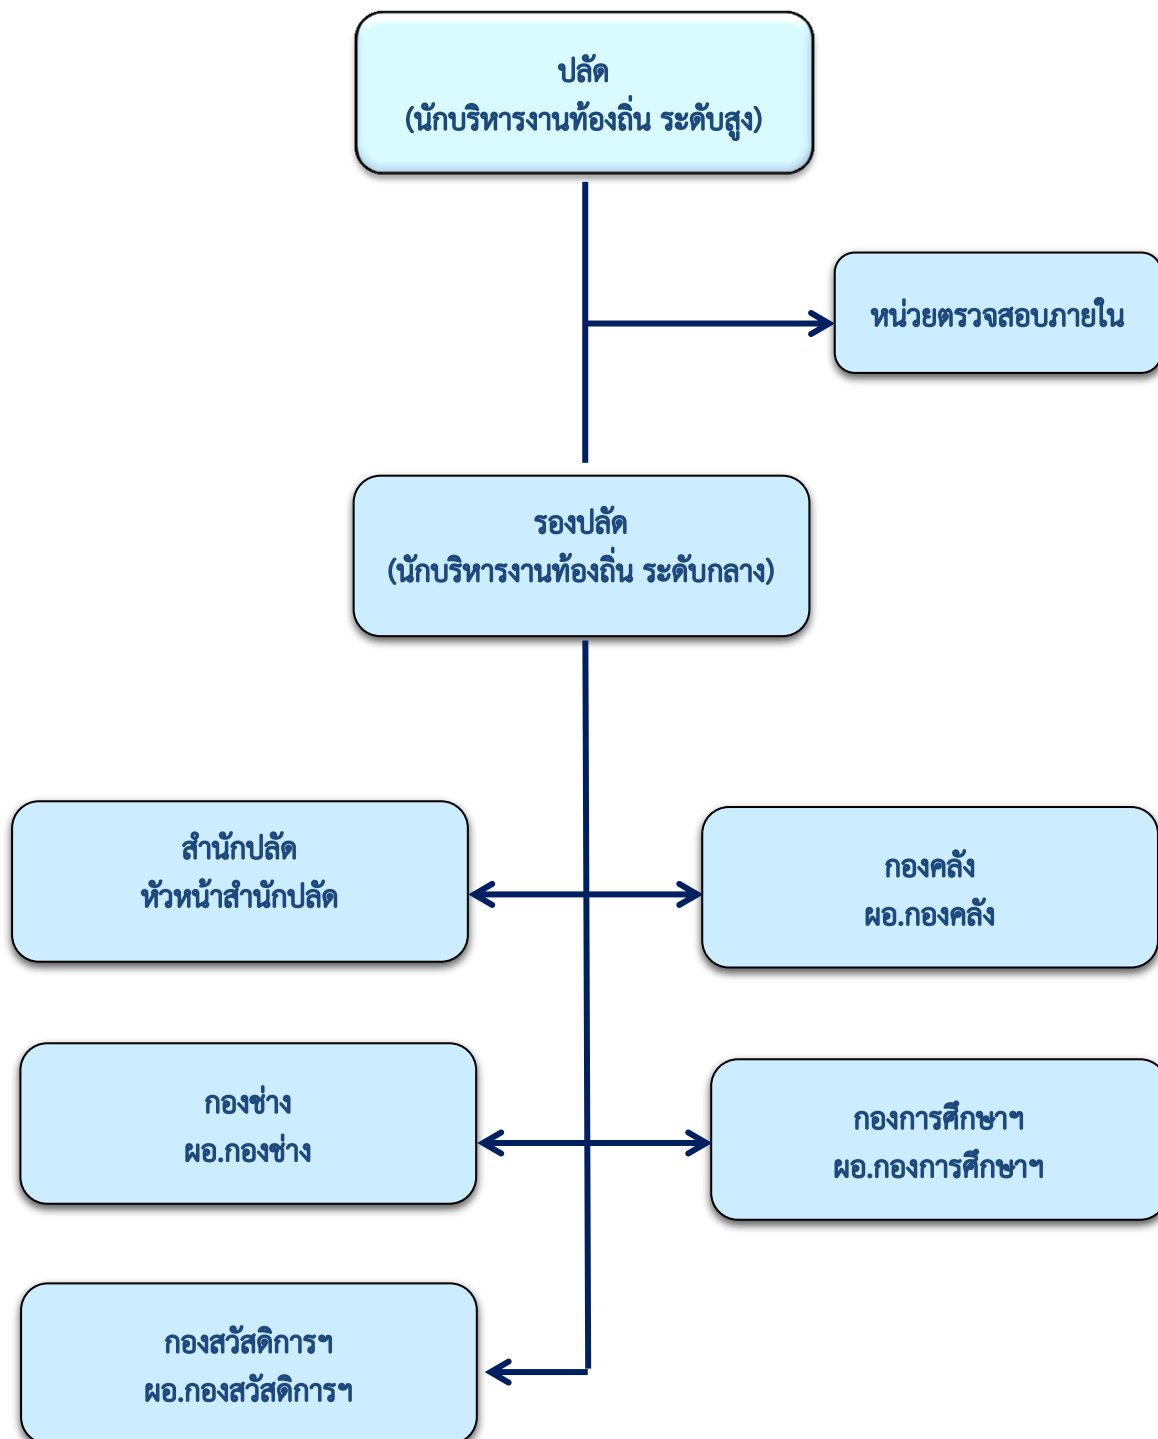 ปลัด
(นักบริหารงานท้องถิ่น ระดับสูง)
หน่วยตรวจสอบภายใน
รองปลัด
(นักบริหารงานท้องถิ่น ระดับกลาง)
สำนักปลัด
หัวหน้าสำนักปลัด
กองคลัง
ผอ.กองคลัง
กองช่าง
ผอ.กองช่าง
กองการศึกษาฯ
ผอ.กองการศึกษาฯ
กองสวัสดิการฯ
ผอ.กองสวัสดิการฯ